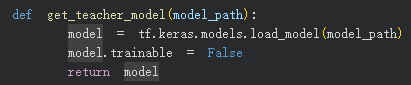 def get_teacher_model(model_path):
    model = tf.keras.models.load_model(model_path)
    model.trainable = False
    return model